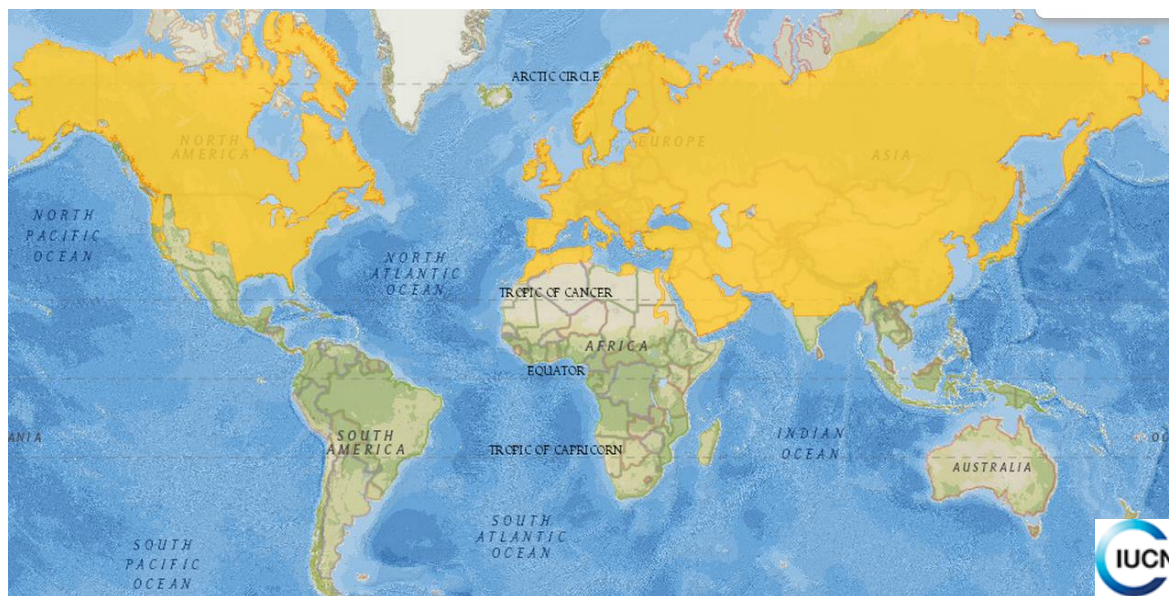 ARCTIC CIRCLE
NORTH
AMERICA
EUROPE
ASIA
NORTH
PACIFIC
OCEAN
NORTH
ATLANTIC
OCEAN
TROPIC OF CANCER
AFRICA
EQUATOR
ANIA
SOUTH
AMERICA
INDIAN
OCEAN
TROPIC OF CAPRICORN
AUSTRALIA
SOUTH
ATLANTIC
OCEAN
SOUTH
PACIFIC
OCEAN
IUCN